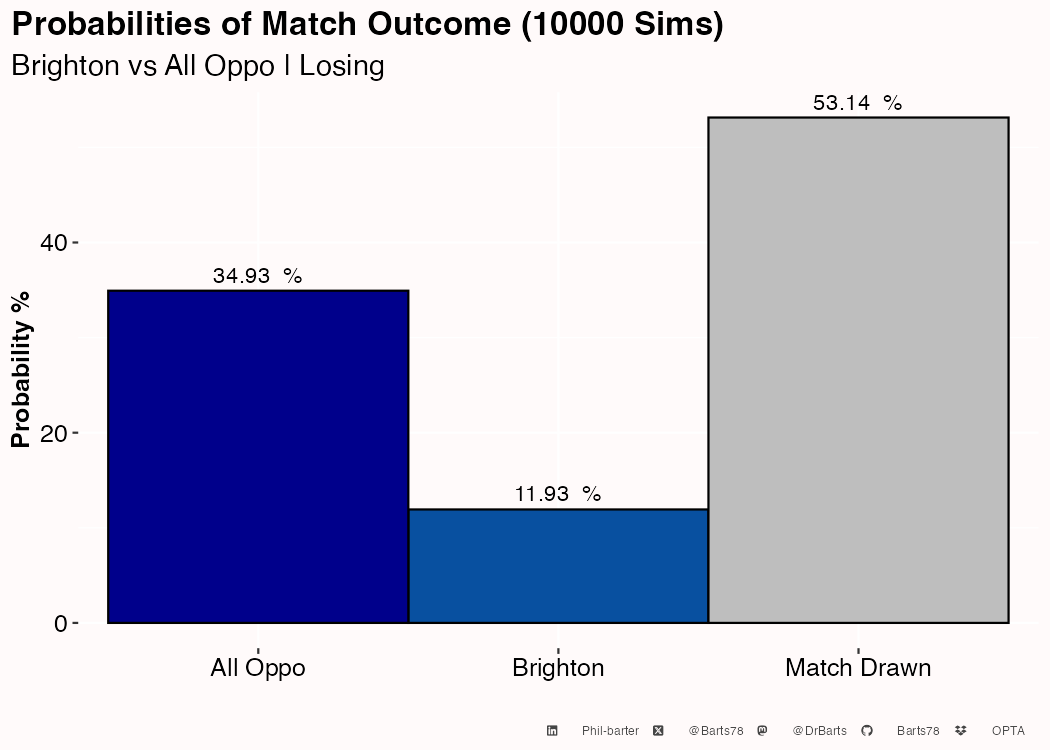 Probabilities of Match Outcome (10000 Sims)
Brighton vs All Oppo | Losing
53.14 %
34.93 %
11.93 %
Probability %
40
20
0
All Oppo Brighton Match Drawn
Phil-barter @Barts78 @DrBarts Barts78 OPTA